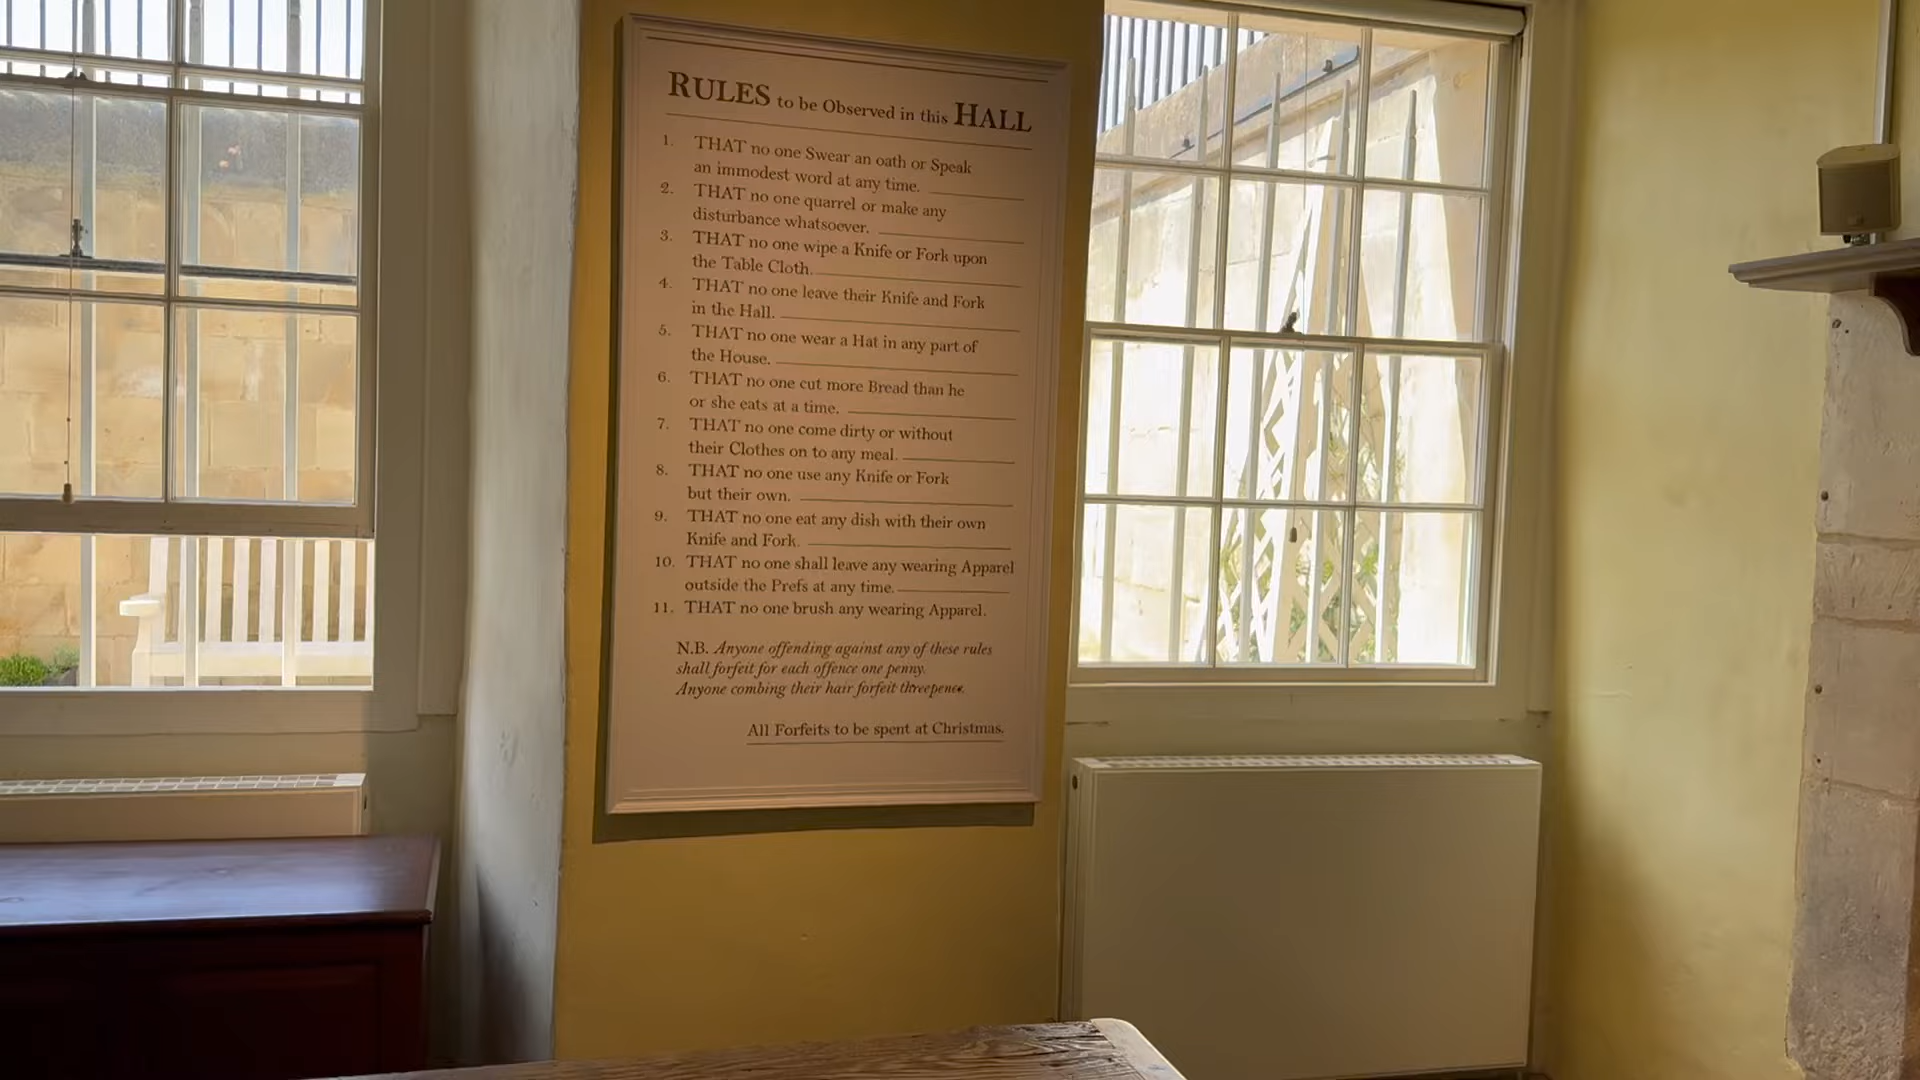 RULES to be Observed in this HALL
1. THAT no one Swear an oath or Speak
an immodest word at any time.
2. THAT no one quarrel or make any
disturbance whatsoever.
3. THAT no one wipe a Knife or Fork upon
the Table Cloth.
4. THAT no one leave their Knife and Fork
in the Hall.
5. THAT no one wear a Hat in any part of
the House.
6. THAT no one cut more Bread than he
or she eats at a time.
7. THAT no one come dirty or without
their Clothes on to any meal.
8. THAT no one use any Knife or Fork
but their own.
9. THAT no one eat any dish with their own
Knife and Fork.
10. THAT no one shall leave any wearing Apparel
outside the Prefs at any time.
11. THAT no one brush any wearing Apparel.
N.B. Anyone offending against any of these rules
shall forfeit for each offence one penny.
Anyone combing their hair forfeit threepence.
All Forfeits to be spent at Christmas.